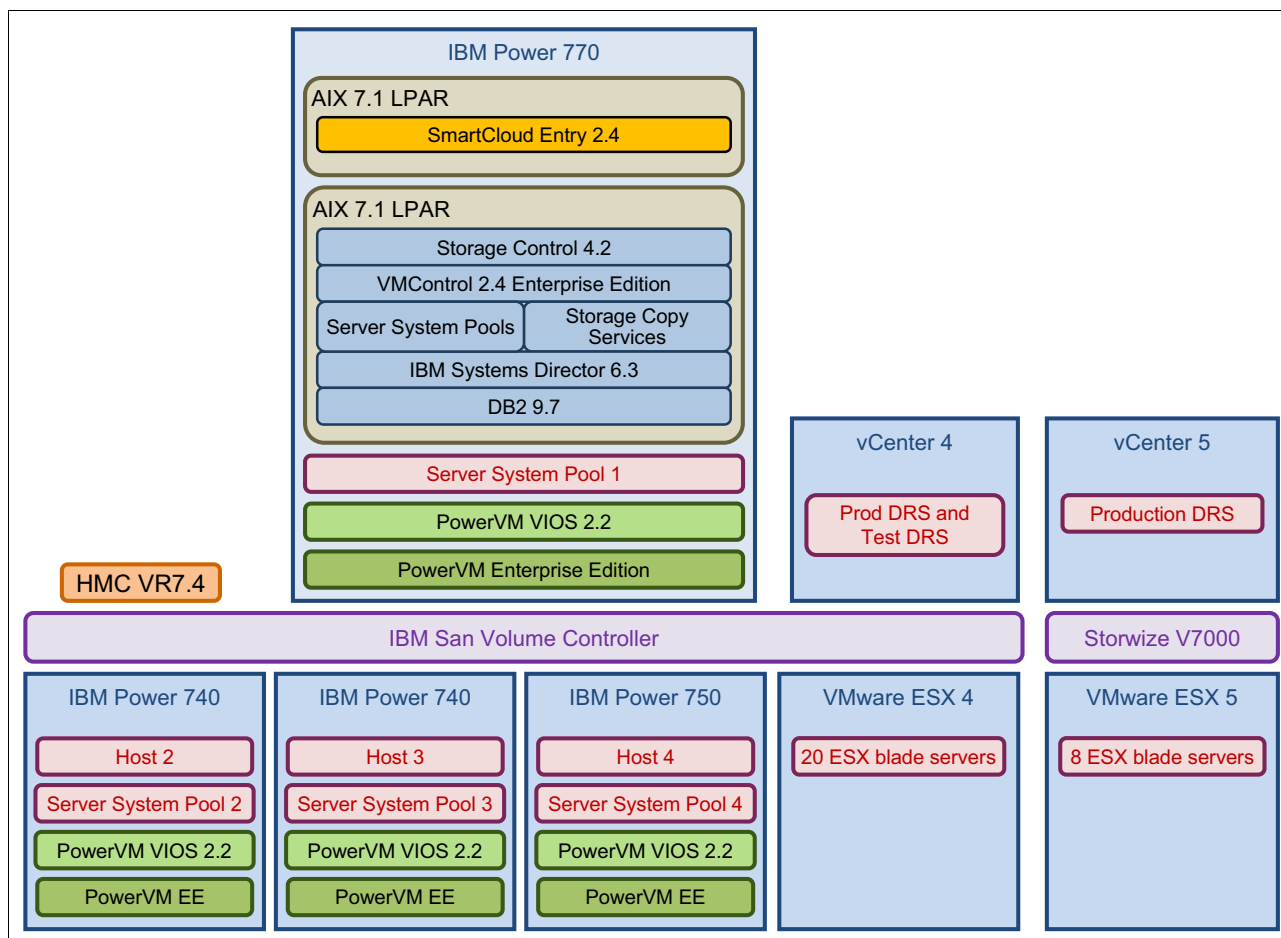 IBM Power 770
AIX 7.1 LPAR
SmartCloud Entry 2.4
AIX 7.1 LPAR
Storage Control 4.2
VMControl 2.4 Enterprise Edition
Server System Pools
Storage Copy
Services
IBM Systems Director 6.3
DB2 9.7
Server System Pool 1
PowerVM VIOS 2.2
PowerVM Enterprise Edition
vCenter 4
Prod DRS and
Test DRS
vCenter 5
Production DRS
HMC VR7.4
IBM San Volume Controller
Storwize V7000
IBM Power 740
Host 2
Server System Pool 2
PowerVM VIOS 2.2
PowerVM EE
IBM Power 740
Host 3
Server System Pool 3
PowerVM VIOS 2.2
PowerVM EE
IBM Power 750
Host 4
Server System Pool 4
PowerVM VIOS 2.2
PowerVM EE
VMware ESX 4
20 ESX blade servers
VMware ESX 5
8 ESX blade servers